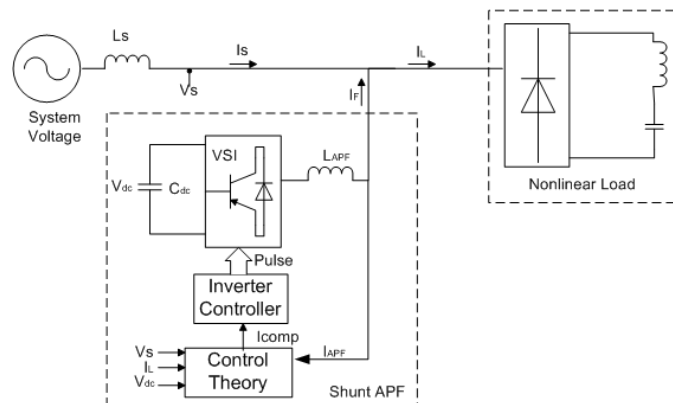 Ls
Is
IL
Vs
IF
System
Voltage
VSI
LAPF
Vdc
Cdc
Nonlinear Load
Pulse
Inverter
Controller
Icomp
Vs
IL
Vdc
Control
Theory
IAPF
Shunt APF